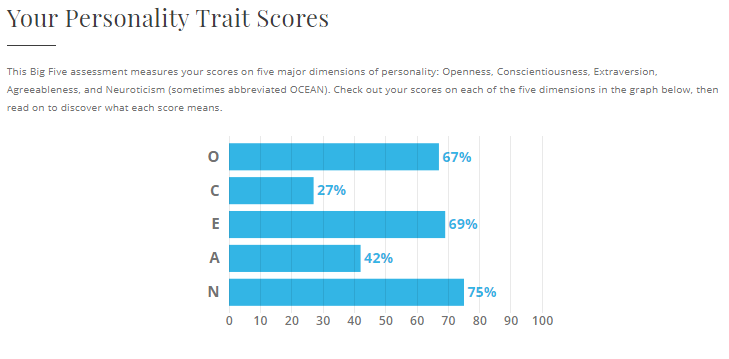 Your Personality Trait Scores
This Big Five assessment measures your scores on five major dimensions of personality: Openness, Conscientiousness, Extraversion,
Agreeableness, and Neuroticism (sometimes abbreviated OCEAN). Check out your scores on each of the five dimensions in the graph below, then
read on to discover what each score means.
O 67%
C 27%
E 69%
A 42%
N 75%
0 10 20 30 40 50 60 70 80 90 100